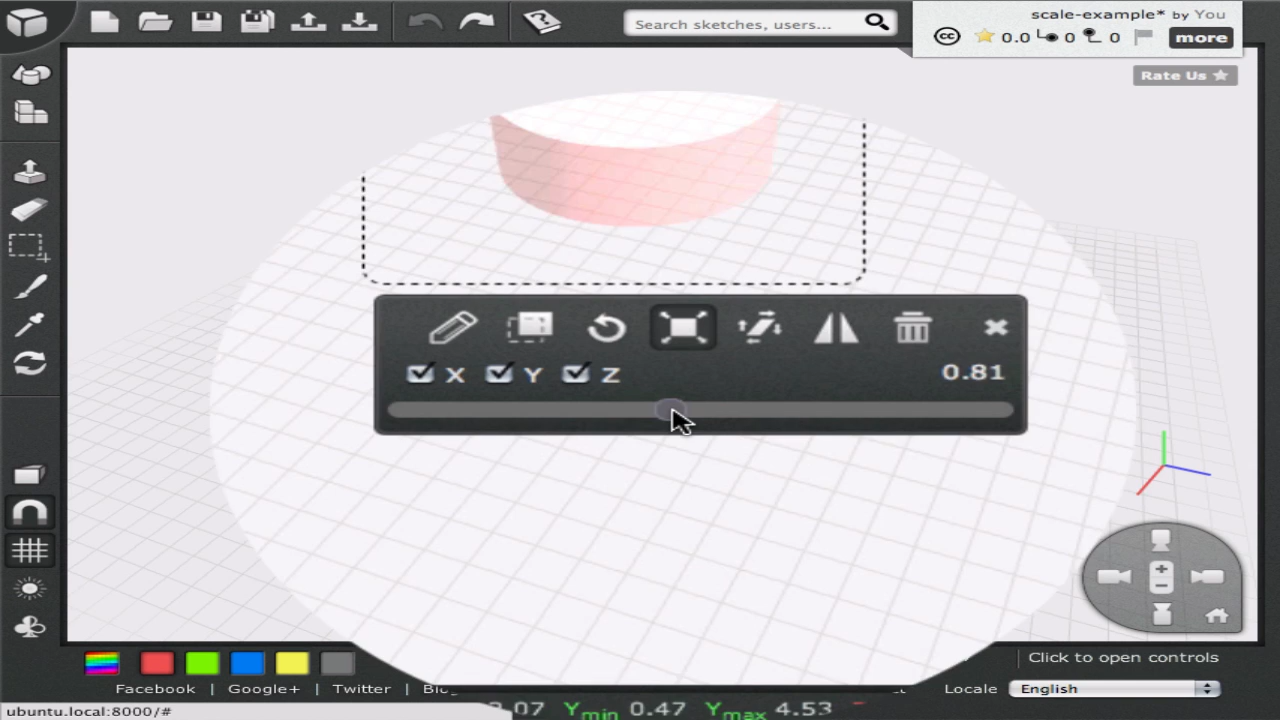 Search sketches, users...
scale-example* by You
cc 0.0 0 0 more
Rate Us
X Y Z 0.81
Click to open controls
Facebook | Google+ | Twitter |
Locale English
ubuntu.local:8000/#
Ymin 0.47 Ymax 4.53